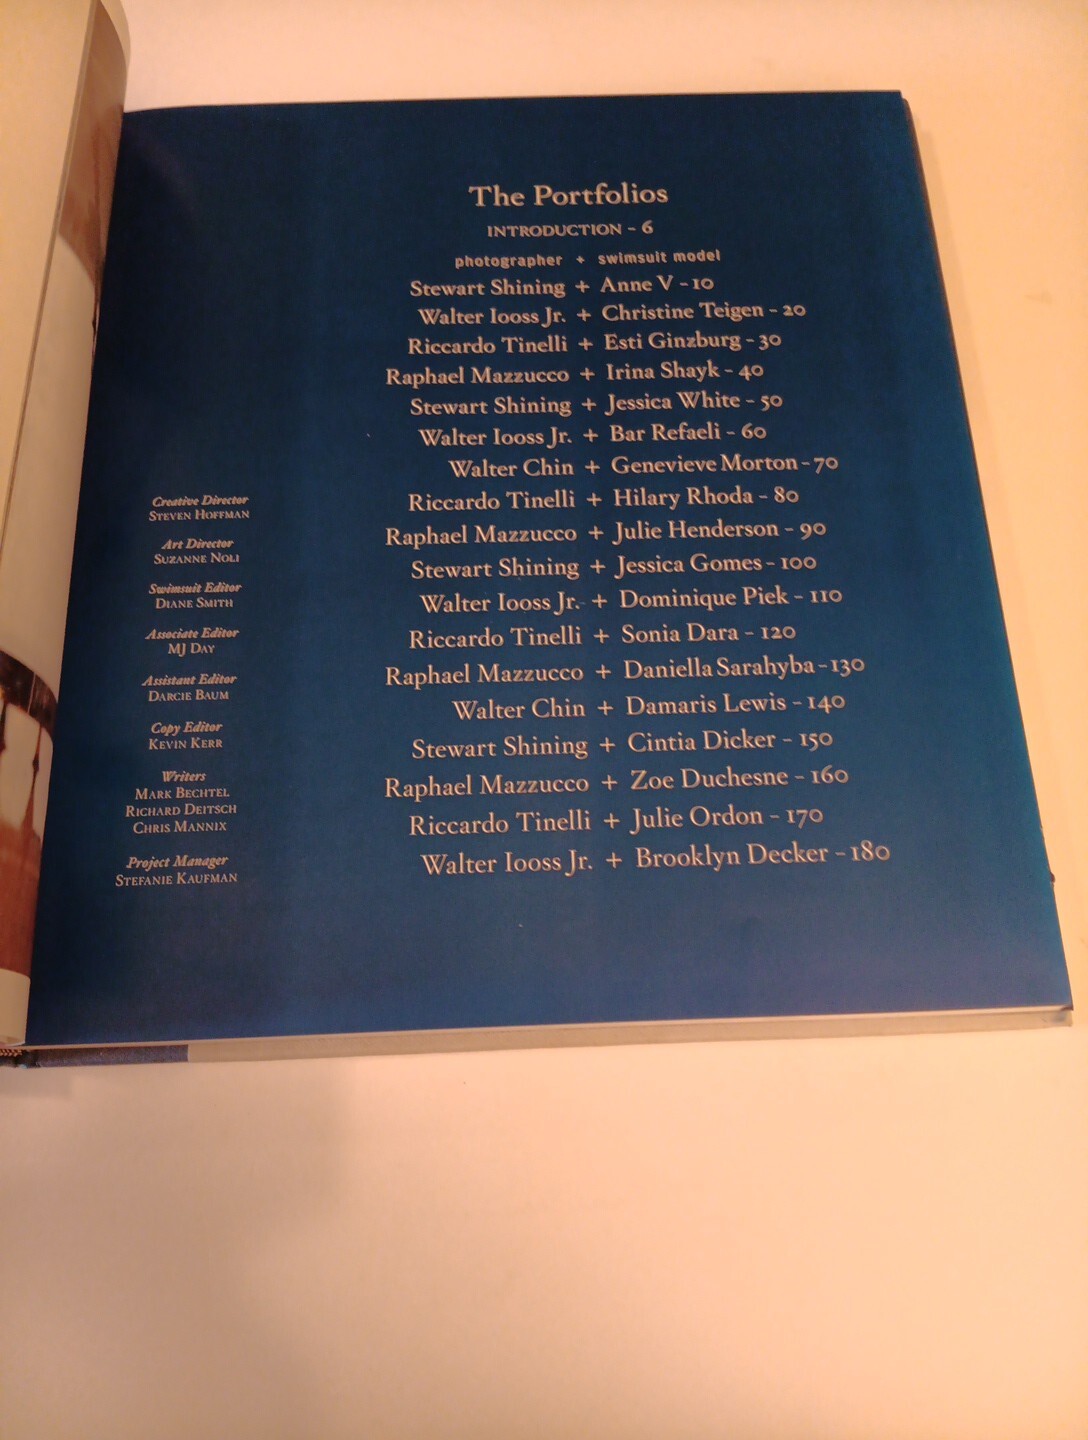 The Portfolios
INTRODUCTION - 6
photographer + swimsuit model
Stewart Shining + Anne V - 10
Walter Iooss Jr. + Christine Teigen - 20
Riccardo Tinelli + Esti Ginzburg - 30
Raphael Mazzucco + Irina Shayk - 40
Stewart Shining + Jessica White - 50
Walter Iooss Jr. + Bar Refaeli - 60
Walter Chin + Genevieve Morton - 70
Riccardo Tinelli + Hilary Rhoda - 80
Raphael Mazzucco + Julie Henderson - 90
Stewart Shining + Jessica Gomes - 100
Walter Iooss Jr. + Dominique Piek - 110
Riccardo Tinelli + Sonia Dara - 120
Raphael Mazzucco + Daniella Sarahyba - 130
Walter Chin + Damaris Lewis - 140
Stewart Shining + Cintia Dicker - 150
Raphael Mazzucco + Zoe Duchesne - 160
Riccardo Tinelli + Julie Ordon - 170
Walter Iooss Jr. + Brooklyn Decker - 180
Creative Director
STEVEN HOFFMAN
Art Director
SUZANNE NOLI
Swimsuit Editor
DIANE SMITH
Associate Editor
MJ DAY
Assistant Editor
DARCIE BAUM
Copy Editor
KEVIN KERR
Writers
MARK BECHTEL
RICHARD DEITSCH
CHRIS MANNIX
Project Manager
STEFANIE KAUFMAN